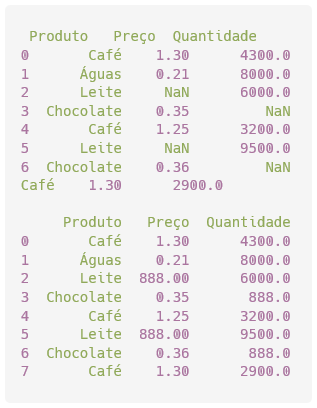 Produto Preço Quantidade
0 Café 1.30 4300.0
1 Águas 0.21 8000.0
2 Leite NaN 6000.0
3 Chocolate 0.35 NaN
4 Café 1.25 3200.0
5 Leite NaN 9500.0
6 Chocolate 0.36 NaN
Café 1.30 2900.0
Produto Preço Quantidade
0 Café 1.30 4300.0
1 Águas 0.21 8000.0
2 Leite 888.00 6000.0
3 Chocolate 0.35 888.0
4 Café 1.25 3200.0
5 Leite 888.00 9500.0
6 Chocolate 0.36 888.0
7 Café 1.30 2900.0